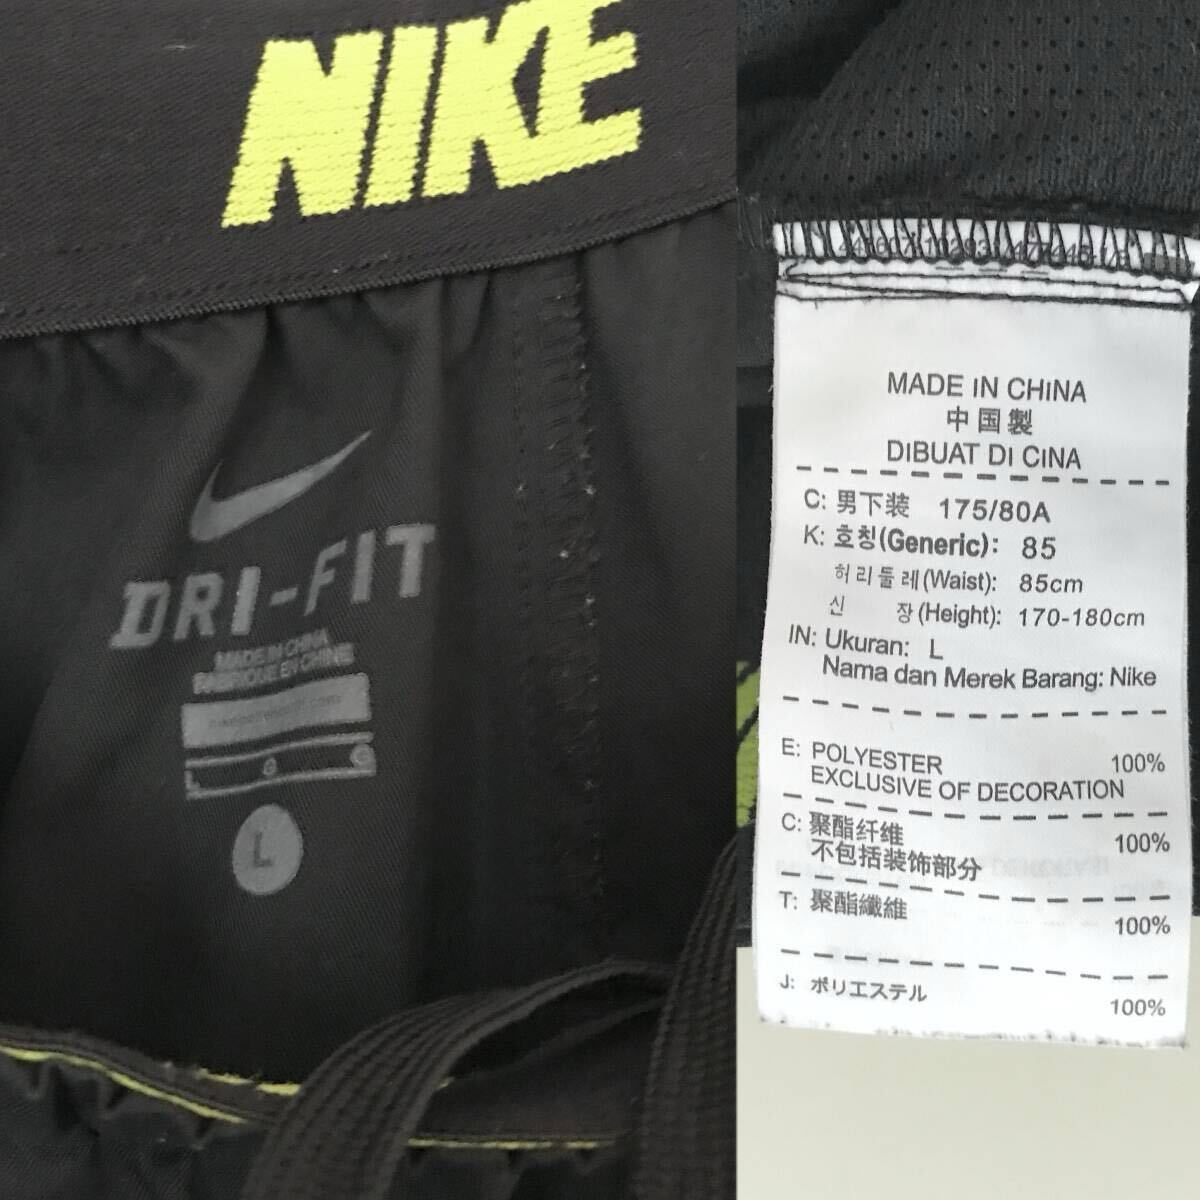 NIKE
DRI-FIT
MADE IN CHINA
FABRIQUE EN CHINE
L G G
L
MADE IN CHINA
中国製
DIBUAT DI CINA
C: 男下装 175/80A
K: 호칭(Generic): 85
허리둘레(Waist): 85cm
신 장(Height): 170-180cm
IN: Ukuran: L
Nama dan Merek Barang: Nike
E: POLYESTER 100%
EXCLUSIVE OF DECORATION
C: 聚酯纤维 100%
不包括装饰部分
T: 聚酯纖維 100%
J: ポリエステル 100%